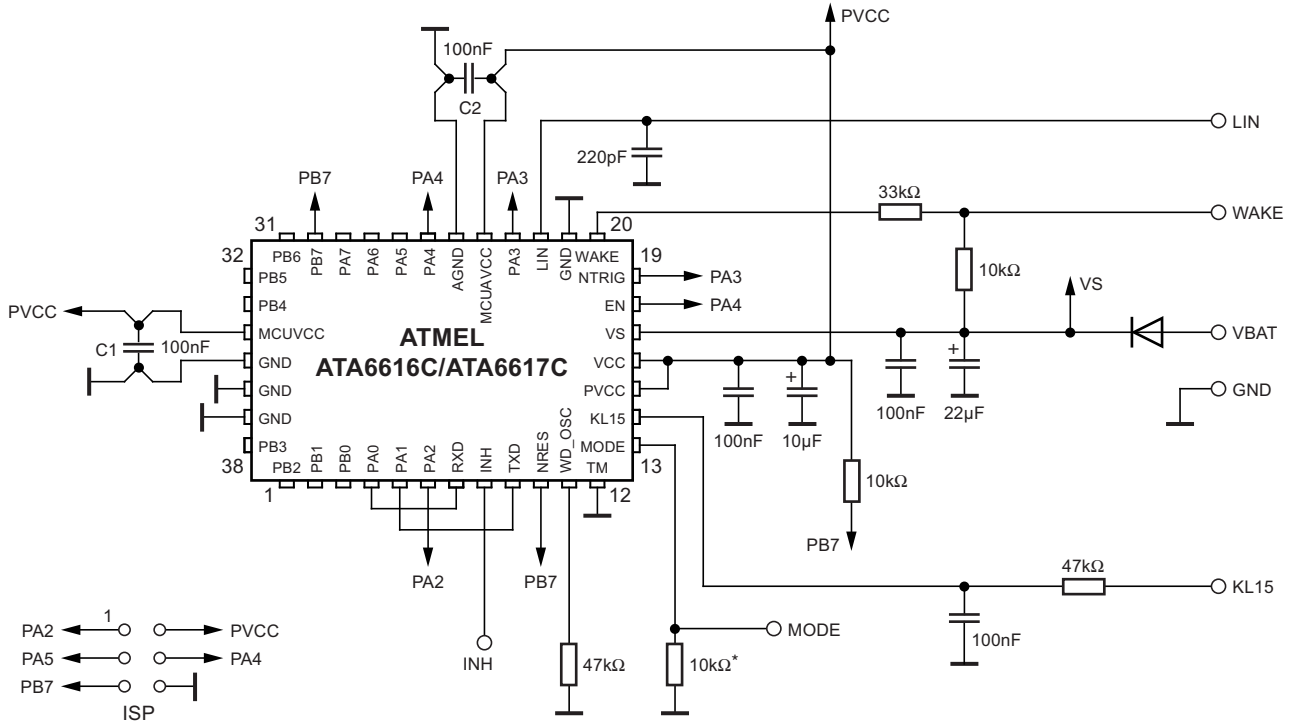 PVCC
100nF
C2
LIN
220pF
PB7
PA4
PA3
33kΩ
WAKE
31
20
32
19
PB6
PB7
PA7
PA6
PA5
PA4
AGND
MCUAVCC
PA3
LIN
GND
WAKE
PB5
NTRIG
PA3
10kΩ
PB4
EN
PA4
VS
PVCC
MCUVCC
ATMEL
VS
VBAT
C1
100nF
GND
ATA6616C/ATA6617C
VCC
GND
PVCC
+
+
GND
GND
KL15
100nF
10µF
100nF
22µF
PB3
MODE
38
13
PB2
PB1
PB0
PA0
PA1
PA2
RXD
INH
TXD
NRES
WD_OSC
TM
1
12
10kΩ
PB7
PA2
PB7
47kΩ
KL15
1
PA2
PVCC
MODE
100nF
PA5
PA4
INH
47kΩ
10kΩ*
PB7
ISP